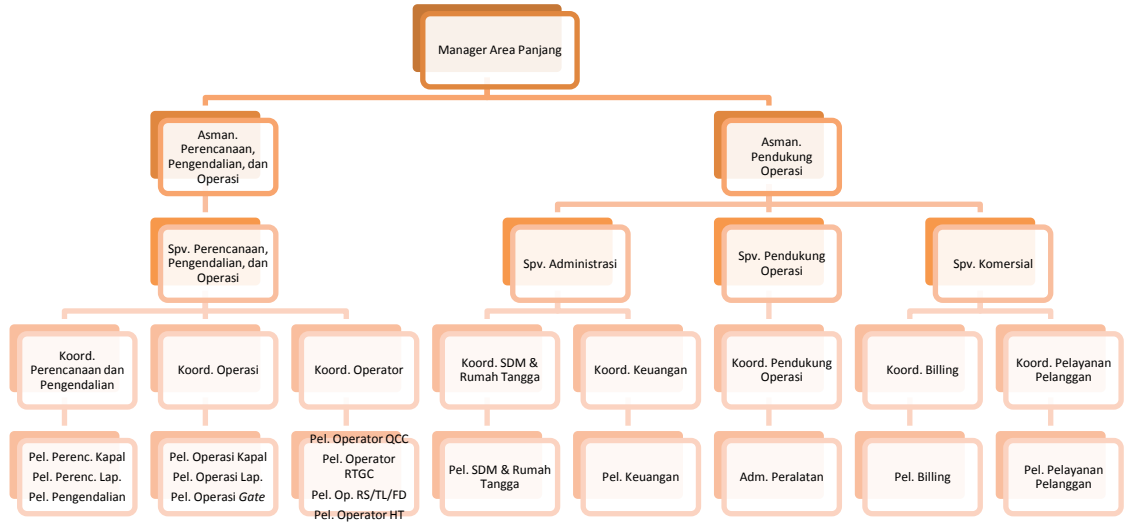 Manager Area Panjang
Asman.
Perencanaan,
Pengendalian, dan
Operasi
Asman.
Pendukung
Operasi
Spv. Perencanaan,
Pengendalian, dan
Operasi
Spv. Administrasi
Spv. Pendukung
Operasi
Spv. Komersial
Koord.
Perencanaan dan
Pengendalian
Koord. Operasi
Koord. Operator
Koord. SDM &
Rumah Tangga
Koord. Keuangan
Koord. Pendukung
Operasi
Koord. Billing
Koord. Pelayanan
Pelanggan
Pel. Perenc. Kapal
Pel. Perenc. Lap.
Pel. Pengendalian
Pel. Operasi Kapal
Pel. Operasi Lap.
Pel. Operasi Gate
Pel. Operator QCC
Pel. Operator
RTGC
Pel. Op. RS/TL/FD
Pel. Operator HT
Pel. SDM & Rumah
Tangga
Pel. Keuangan
Adm. Peralatan
Pel. Billing
Pel. Pelayanan
Pelanggan